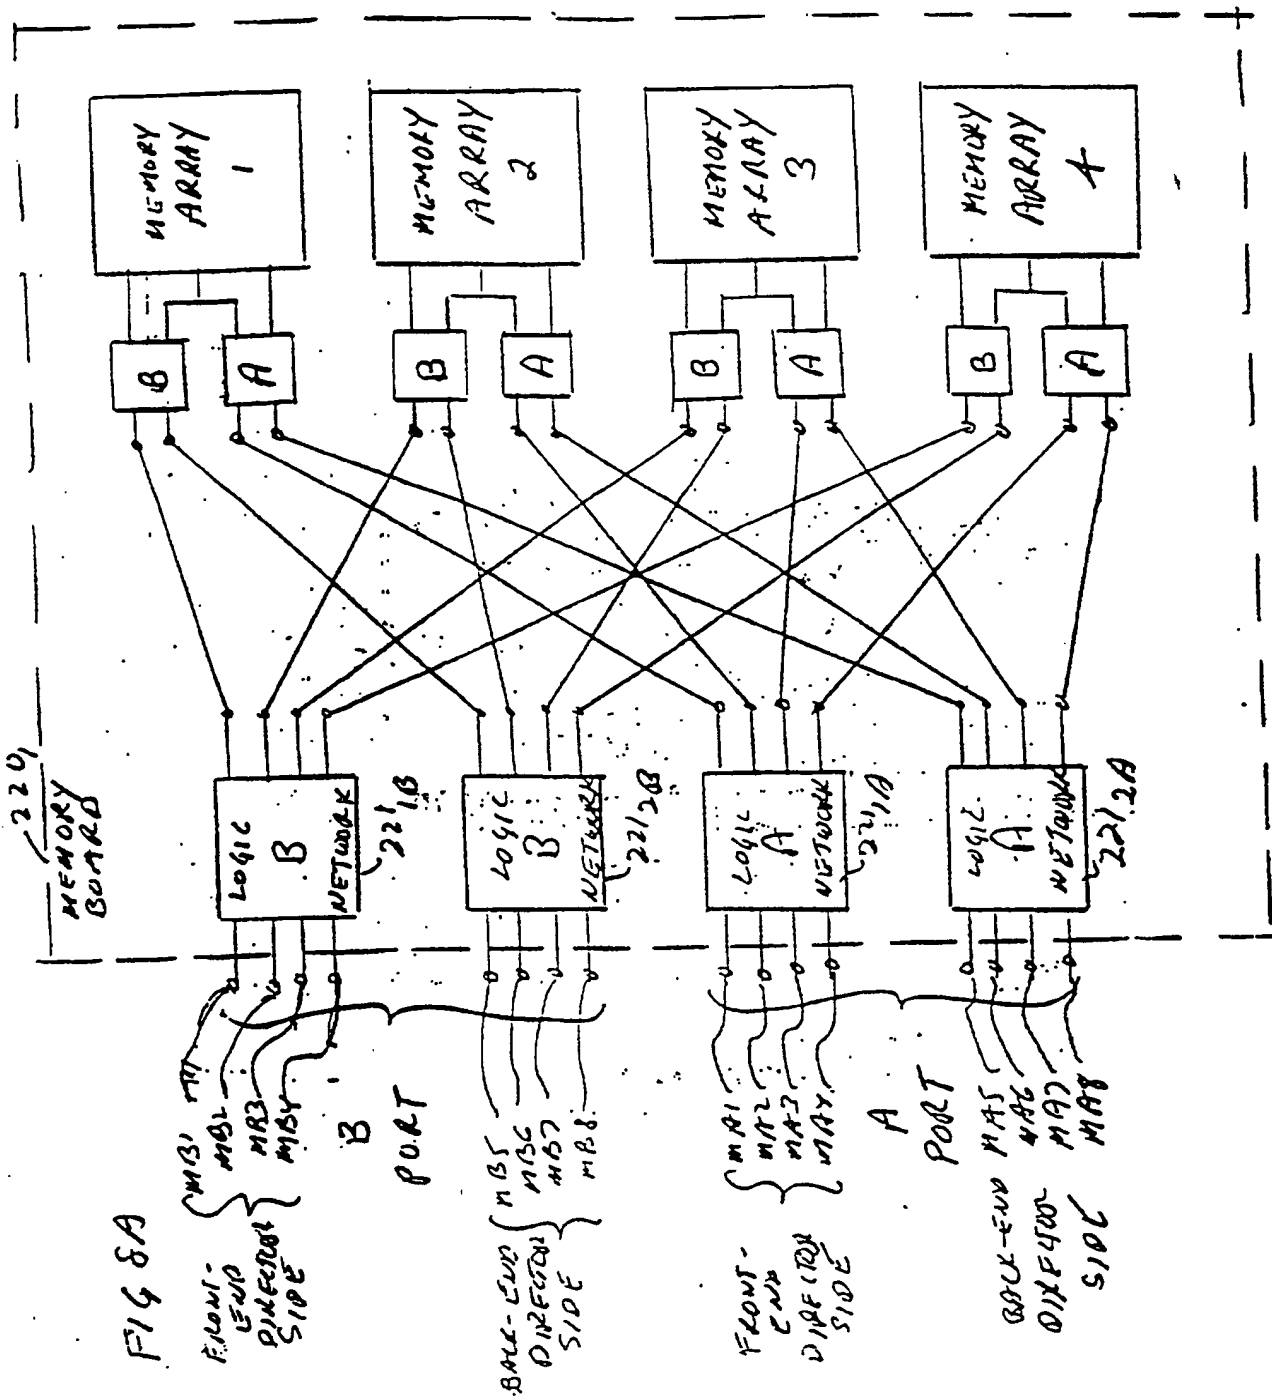 FIG 8A
220,
MEMORY
BOARD
MEMORY
ARRAY
1
MEMORY
ARRAY
2
MEMORY
ARRAY
3
MEMORY
ARRAY
4
B
A
B
A
B
A
B
A
LOGIC
B
NETWORK
221,1B
LOGIC
B
NETWORK
221,2B
LOGIC
A
NETWORK
221,1A
LOGIC
A
NETWORK
221,2A
MB1
MB2
MB3
MB4
B
PORT
MB5
MB6
MB7
MB8
MA1
MA2
MA3
MA4
A
PORT
MA5
MA6
MA7
MA8
FRONT-
END
DIRECTOR
SIDE
BACK-END
DIRECTOR
SIDE
FRONT-
END
DIRECTOR
SIDE
BACK-END
DIRECTOR
SIDE